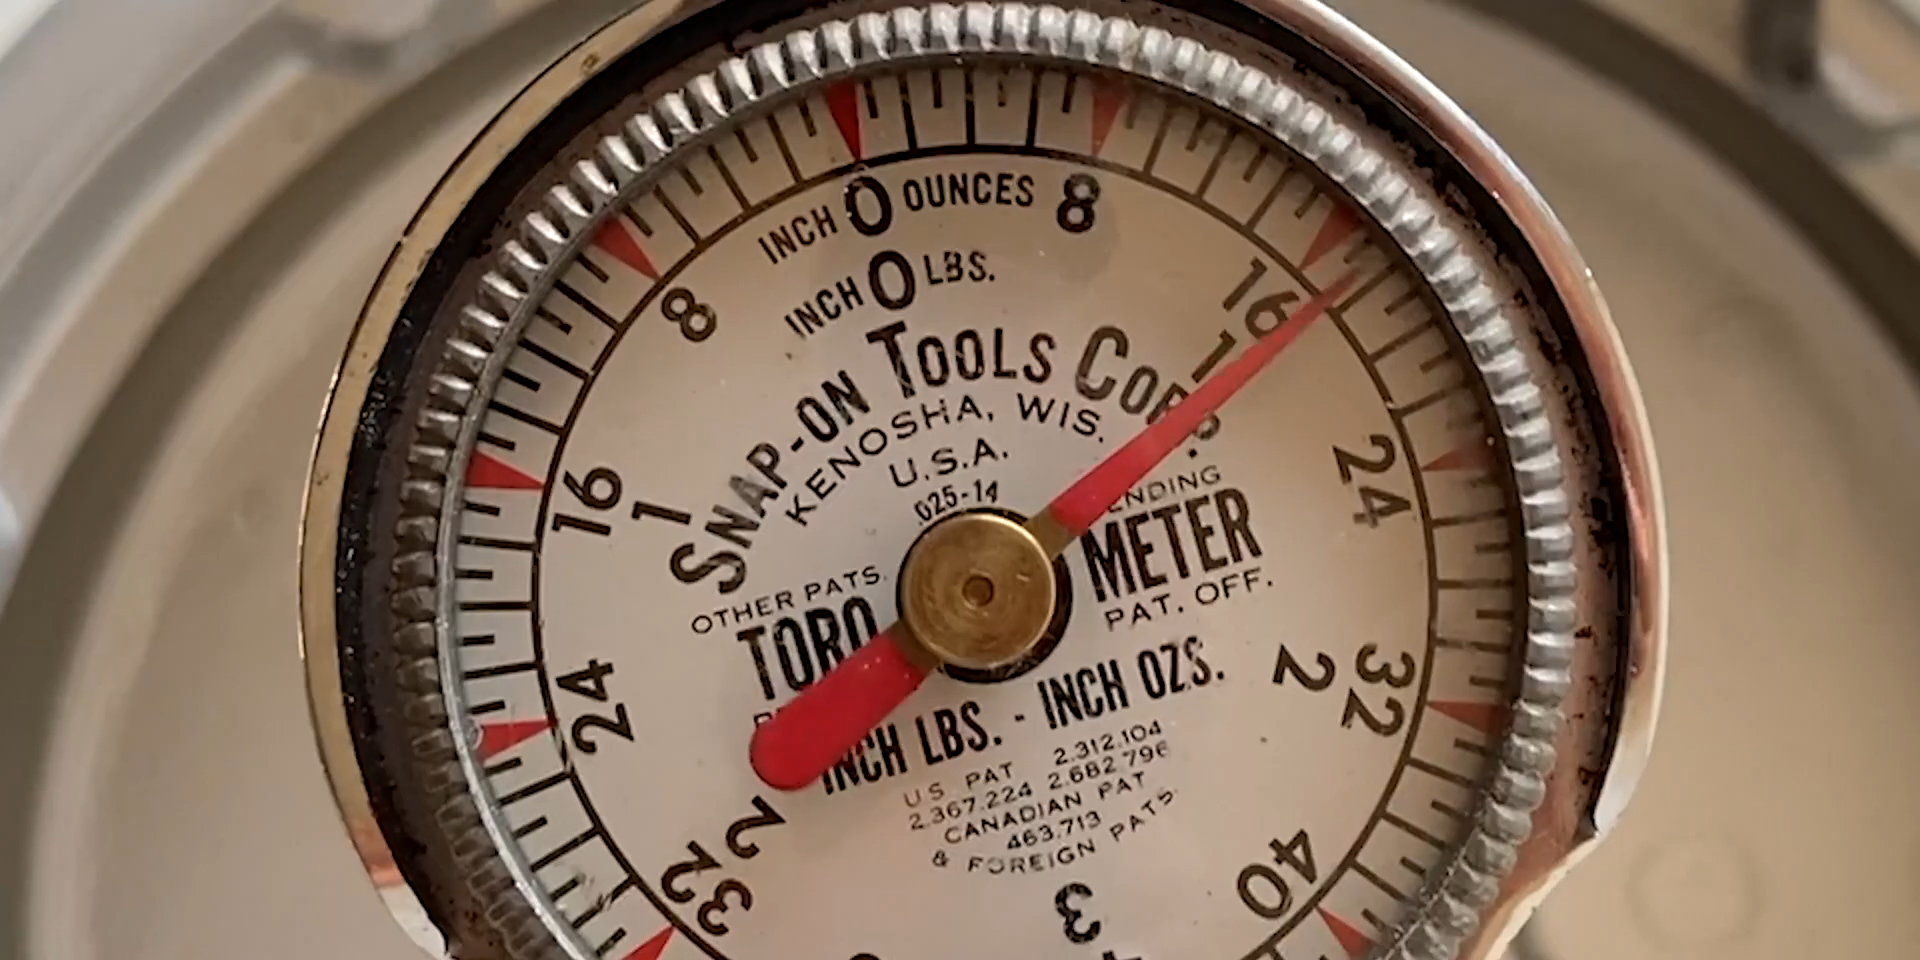 INCH 0 OUNCES 8
INCH 0 LBS.
8
16
1
SNAP-ON TOOLS CORP.
KENOSHA, WIS.
U.S.A.
.025-14
16
1
24
32
2
40
3
24
32
2
OTHER PATS.
ENDING
TORQ METER
PAT. OFF.
INCH LBS. - INCH OZS.
US PAT 2.312.104
2.367.224 2.682 796
CANADIAN PAT
463.713
& FOREIGN PATS.